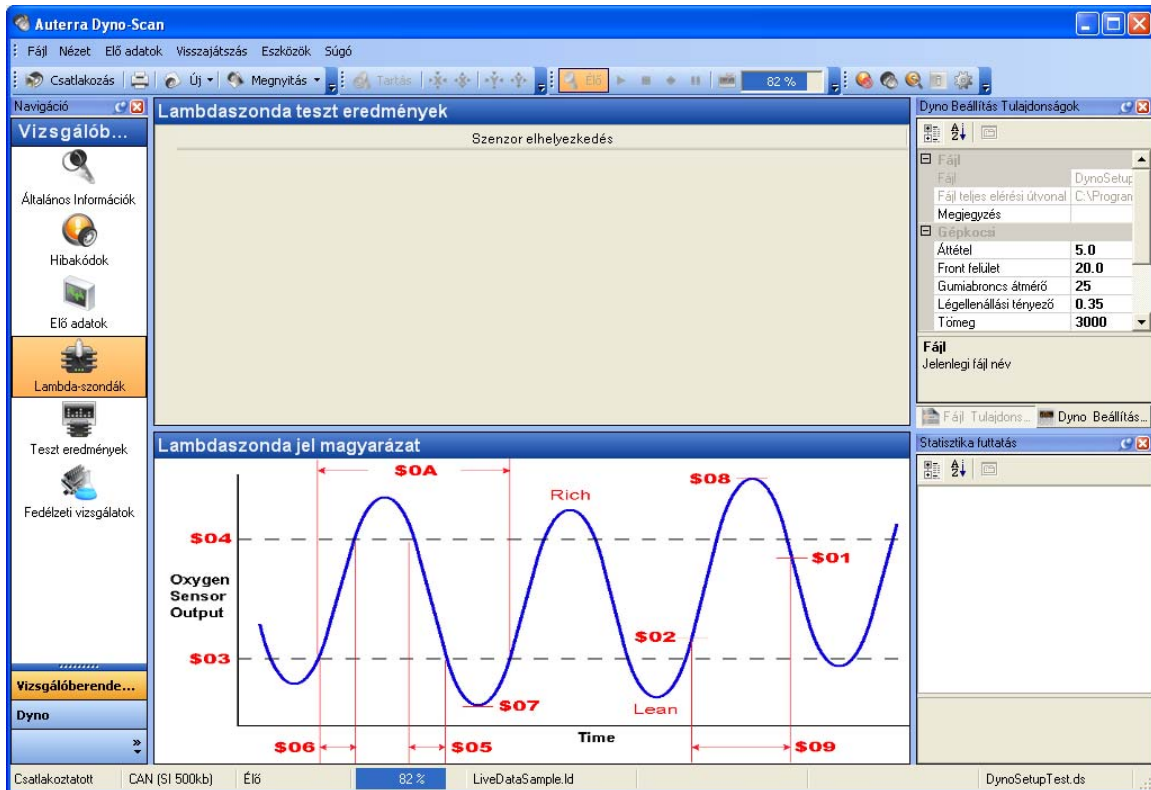 Auterra Dyno-Scan
Fájl Nézet Elő adatok Visszajátszás Eszközök Súgó
Csatlakozás Új Megnyitás Tartás Élő 82 %
Navigáció
Vizsgálób...
Általános Információk
Hibakódok
Elő adatok
Lambda-szondák
Teszt eredmények
Fedélzeti vizsgálatok
Vizsgálóberende...
Dyno
Lambdaszonda teszt eredmények
Szenzor elhelyezkedés
Lambdaszonda jel magyarázat
$0A
$08
Rich
$04
$01
Oxygen
Sensor
Output
$02
$03
$07
Lean
Time
$06 $05 $09
Dyno Beállítás Tulajdonságok
Fájl
Fájl DynoSetup
Fájl teljes elérési útvonal C:\Program
Megjegyzés
Gépkocsi
Áttétel 5.0
Front felület 20.0
Gumiabroncs átmérő 25
Légellenállási tényező 0.35
Tömeg 3000
Fájl
Jelenlegi fájl név
Fájl Tulajdons... Dyno Beállítás...
Statisztika futtatás
Csatlakoztatott CAN (SI 500kb) Élő 82 % LiveDataSample.ld DynoSetupTest.ds